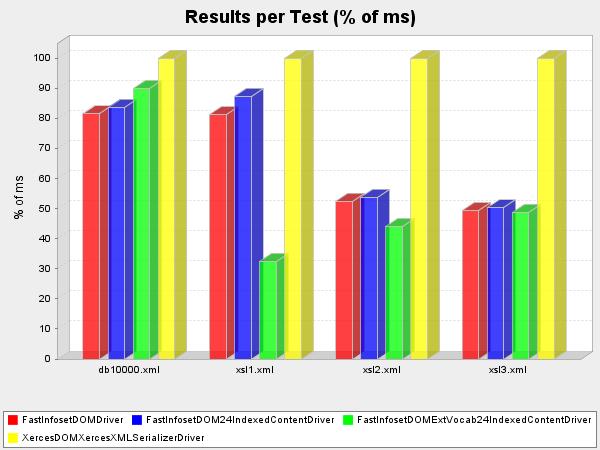 Results per Test (% of ms)
100
90
80
70
60
50
40
30
20
10
0
% of ms
db10000.xml xsl1.xml xsl2.xml xsl3.xml
FastInfosetDOMDriver FastInfosetDOM24IndexedContentDriver FastInfosetDOMExtVocab24IndexedContentDriver
XercesDOMXercesXMLSerializerDriver